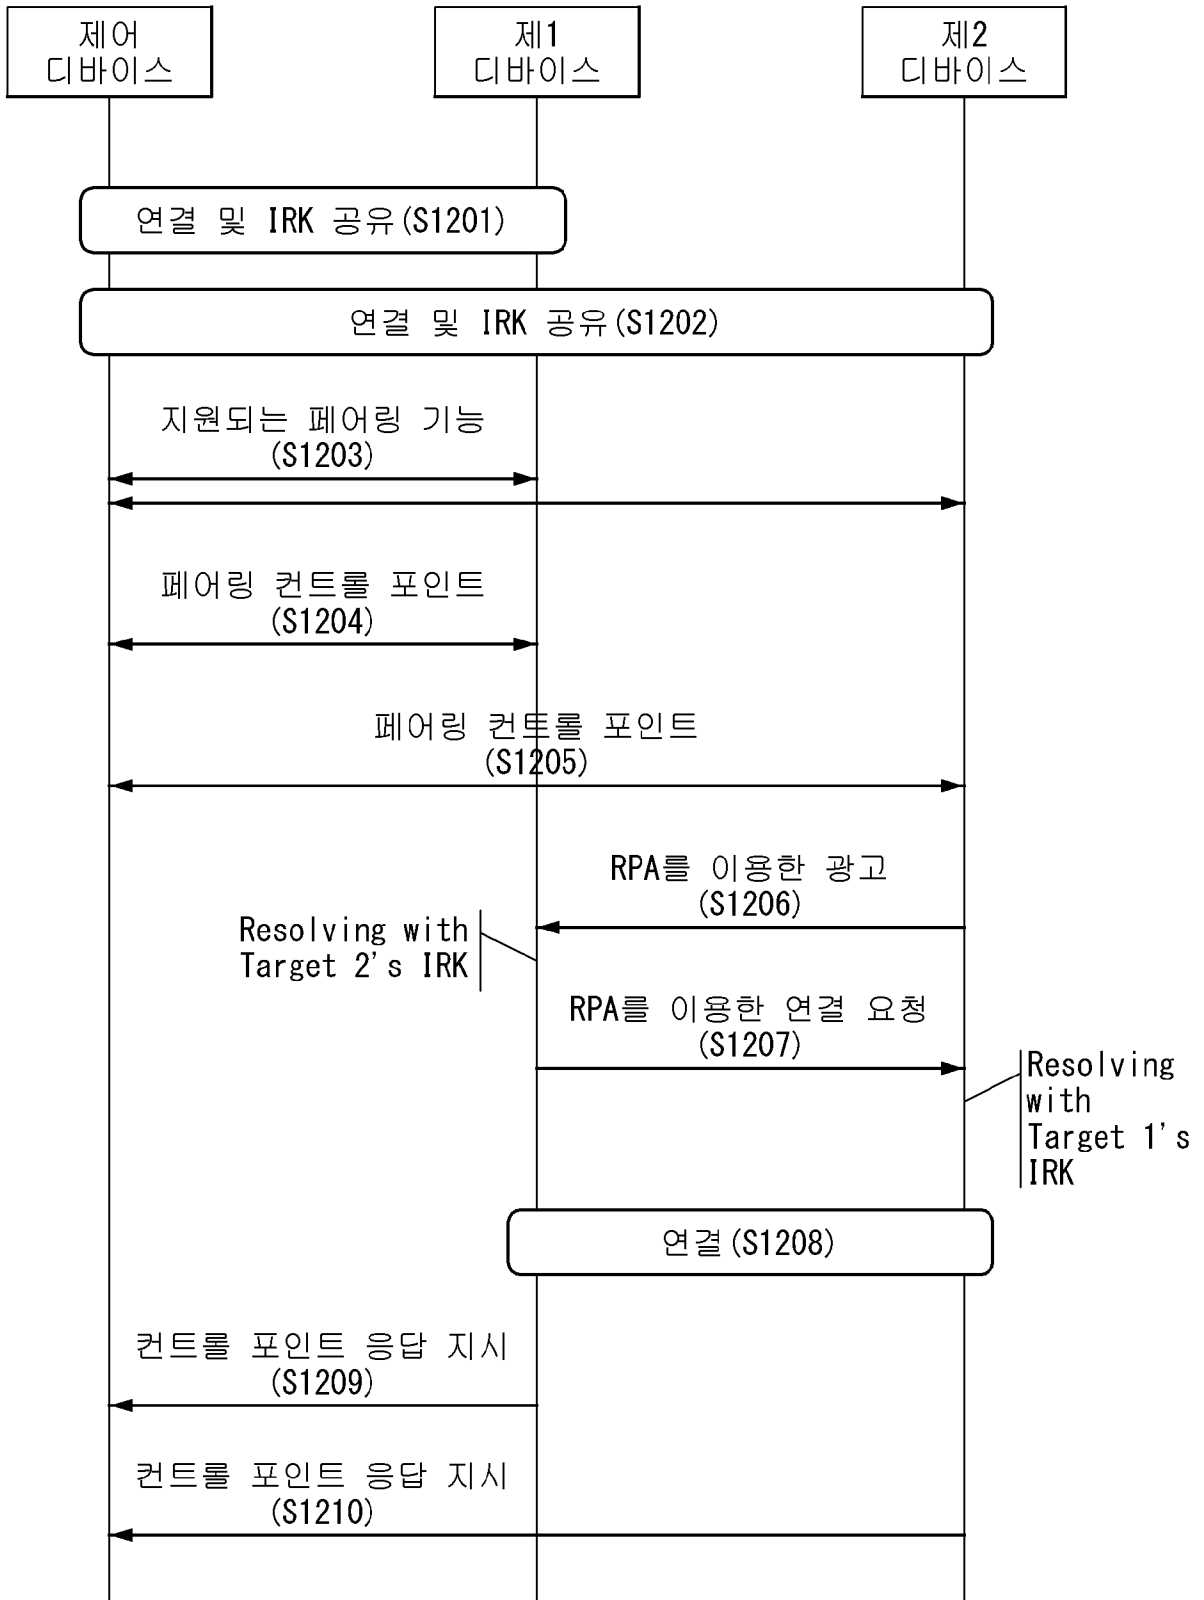 제어
디바이스
제1
디바이스
제2
디바이스
연결 및 IRK 공유(S1201)
연결 및 IRK 공유(S1202)
지원되는 페어링 기능
(S1203)
페어링 컨트롤 포인트
(S1204)
페어링 컨트롤 포인트
(S1205)
RPA를 이용한 광고
(S1206)
Resolving with
Target 2's IRK
RPA를 이용한 연결 요청
(S1207)
Resolving
with
Target 1's
IRK
연결(S1208)
컨트롤 포인트 응답 지시
(S1209)
컨트롤 포인트 응답 지시
(S1210)